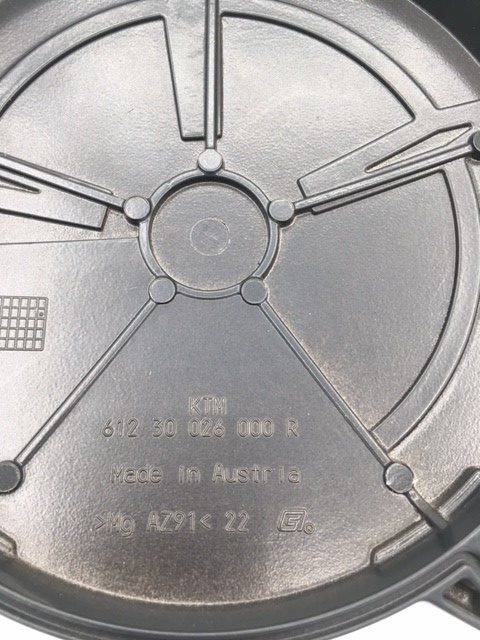 KTM
612 30 026 000 R
Made in Austria
>Mg AZ91< 22